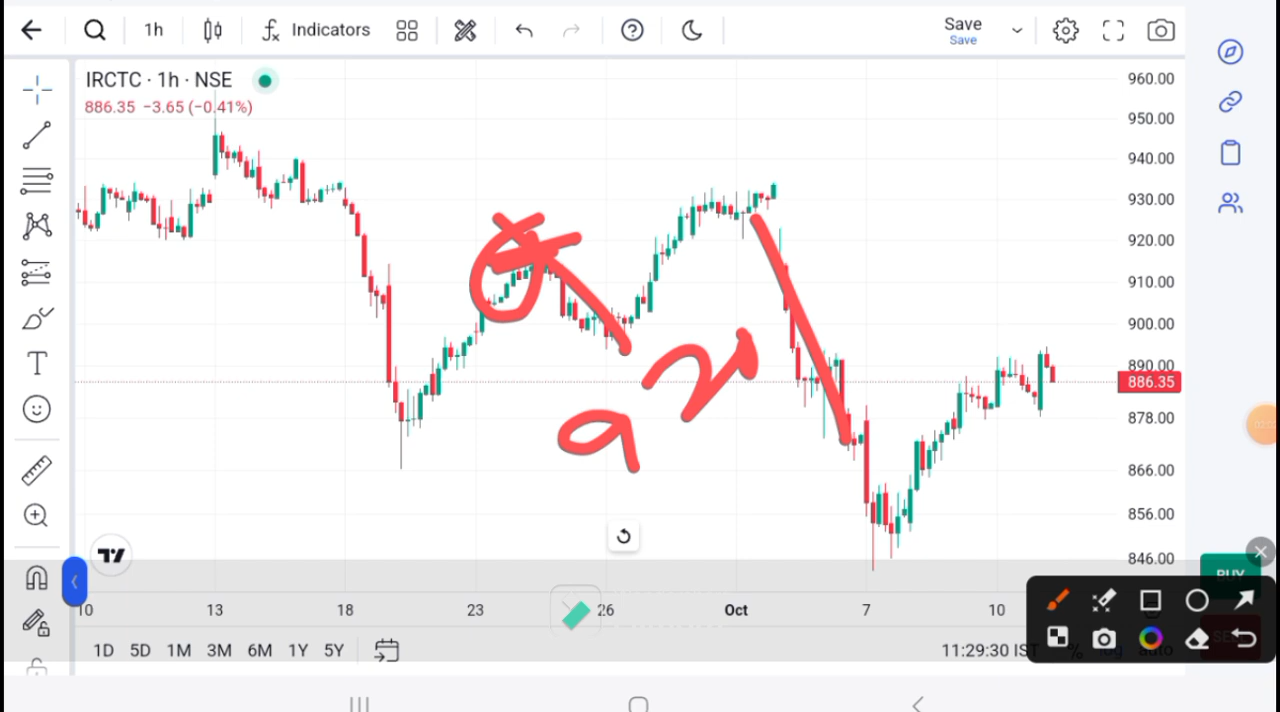 1h
Indicators
Save
Save
IRCTC · 1h · NSE
886.35 −3.65 (−0.41%)
960.00
950.00
940.00
930.00
920.00
910.00
900.00
890.00
886.35
878.00
866.00
856.00
846.00
BUY
10
13
18
23
26
Oct
7
10
1D
5D
1M
3M
6M
1Y
5Y
11:29:30 IST
%
auto